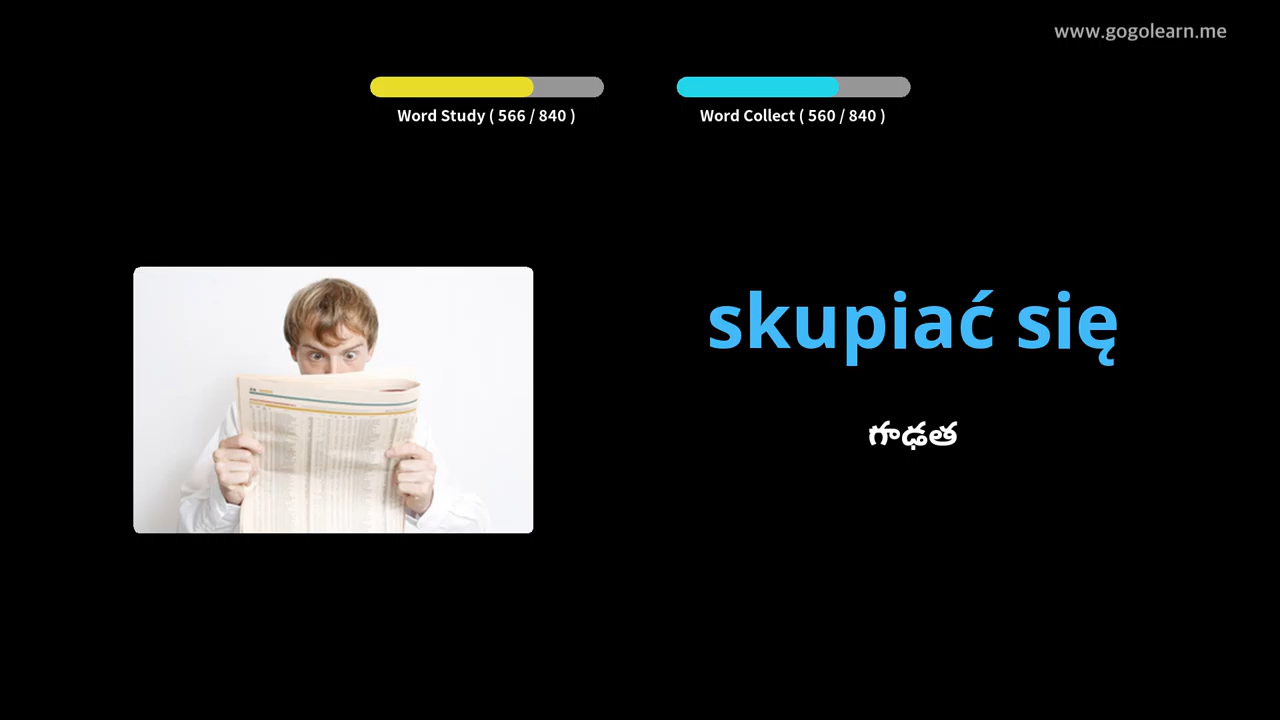 www.gogolearn.me
Word Study ( 566 / 840 )
Word Collect ( 560 / 840 )
skupiać się
గాఢత